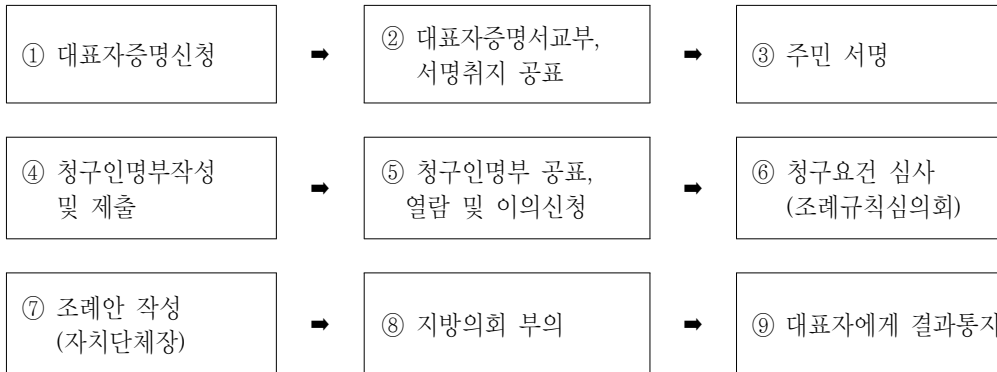 ① 대표자증명신청
➡
② 대표자증명서교부,
서명취지 공표
➡
③ 주민 서명
④ 청구인명부작성
및 제출
➡
⑤ 청구인명부 공표,
열람 및 이의신청
➡
⑥ 청구요건 심사
(조례규칙심의회)
⑦ 조례안 작성
(자치단체장)
➡
⑧ 지방의회 부의
➡
⑨ 대표자에게 결과통지